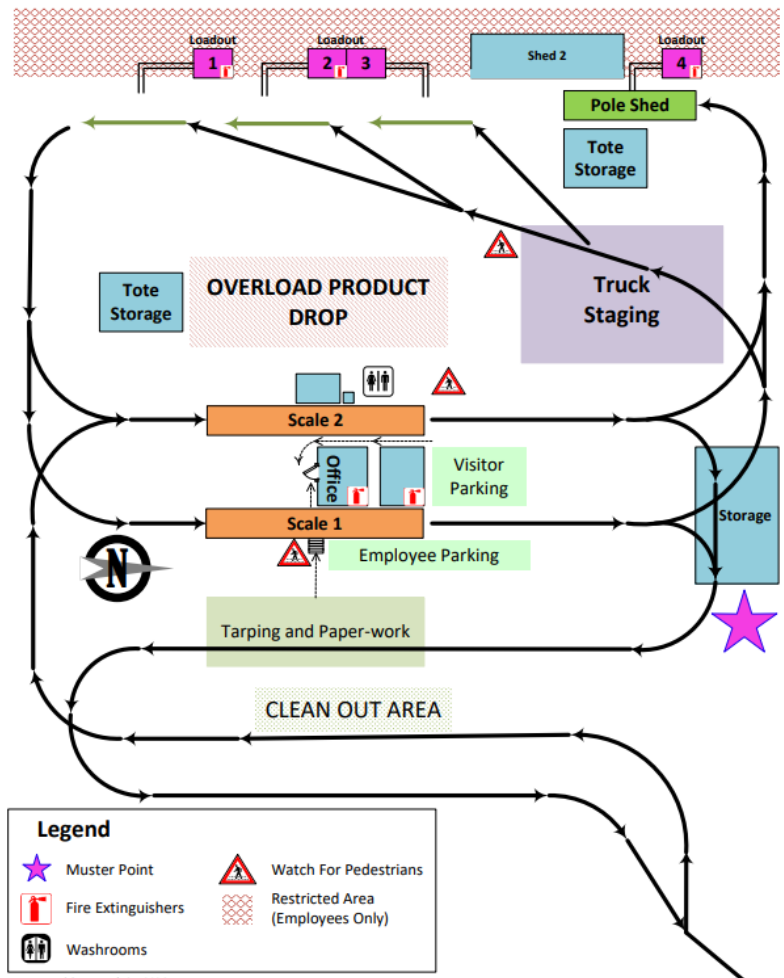 Loadout
Loadout
Loadout
1
2
3
Shed 2
4
Pole Shed
Tote
Storage
Truck
Staging
Tote
Storage
OVERLOAD PRODUCT
DROP
Scale 2
Office
Visitor
Parking
Storage
Scale 1
N
Employee Parking
Tarping and Paper-work
CLEAN OUT AREA
Legend
Muster Point
Watch For Pedestrians
Fire Extinguishers
Restricted Area
(Employees Only)
Washrooms